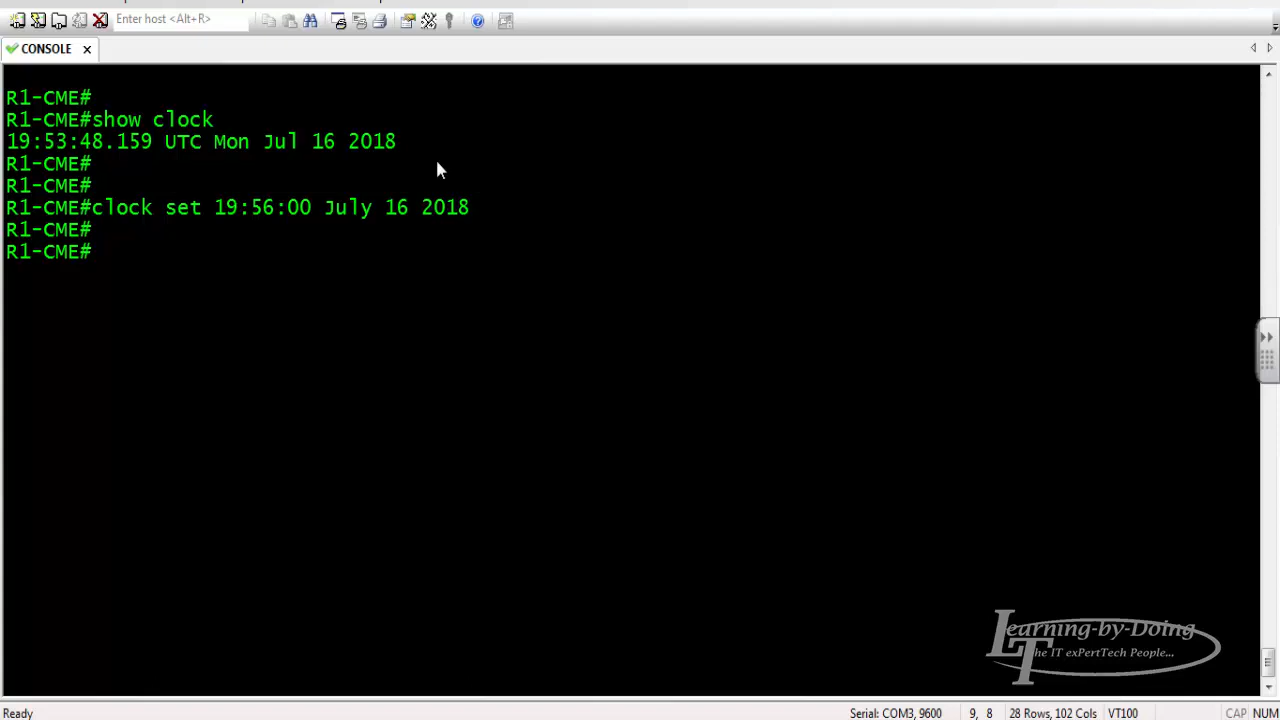 Enter host <Alt+R>
CONSOLE
R1-CME#
R1-CME#show clock
19:53:48.159 UTC Mon Jul 16 2018
R1-CME#
R1-CME#
R1-CME#clock set 19:56:00 July 16 2018
R1-CME#
R1-CME#
Learning-by-Doing
The IT exPertTech People...
Ready
Serial: COM3, 9600
9, 8
28 Rows, 102 Cols
VT100
CAP
NUM